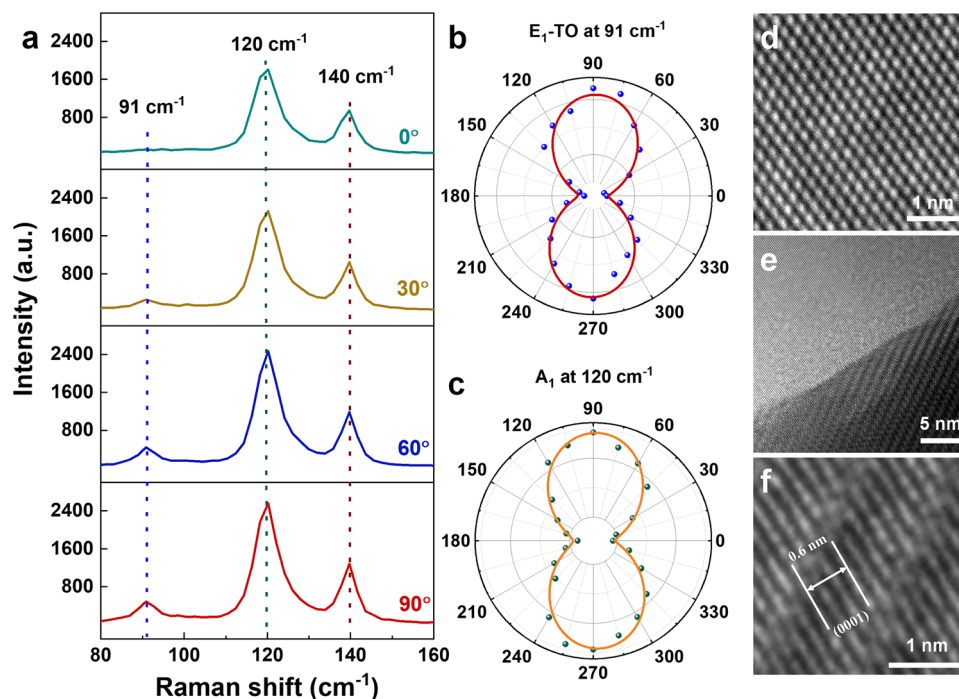 a
Intensity (a.u.)
2400
1600
800
91 cm⁻¹
120 cm⁻¹
140 cm⁻¹
0°
2400
1600
800
30°
2400
1600
800
60°
2400
1600
800
90°
80 100 120 140 160
Raman shift (cm⁻¹)
b
E₁-TO at 91 cm⁻¹
90
120 60
150 30
180 0
210 330
240 300
270
c
A₁ at 120 cm⁻¹
90
120 60
150 30
180 0
210 330
240 300
270
d
1 nm
e
5 nm
f
0.6 nm
(0001)
1 nm